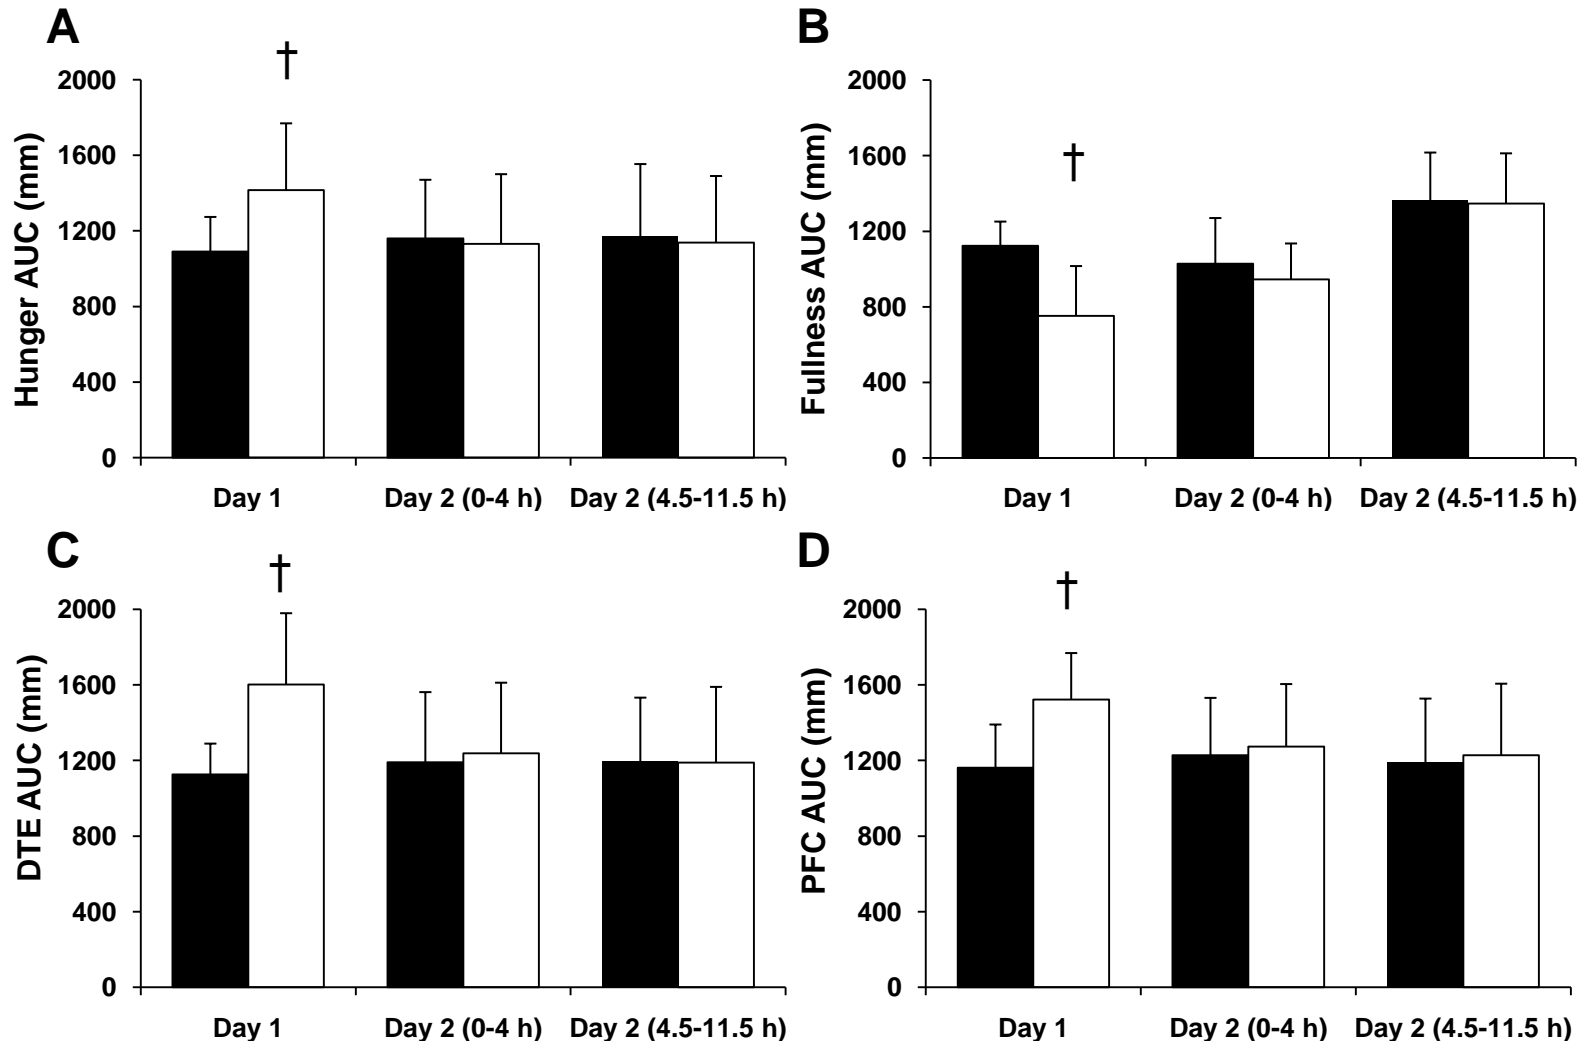 A
†
2000
1600
1200
800
400
0
Hunger AUC (mm)
Day 1
Day 2 (0-4 h)
Day 2 (4.5-11.5 h)
B
†
2000
1600
1200
800
400
0
Fullness AUC (mm)
Day 1
Day 2 (0-4 h)
Day 2 (4.5-11.5 h)
C
†
2000
1600
1200
800
400
0
DTE AUC (mm)
Day 1
Day 2 (0-4 h)
Day 2 (4.5-11.5 h)
D
†
2000
1600
1200
800
400
0
PFC AUC (mm)
Day 1
Day 2 (0-4 h)
Day 2 (4.5-11.5 h)